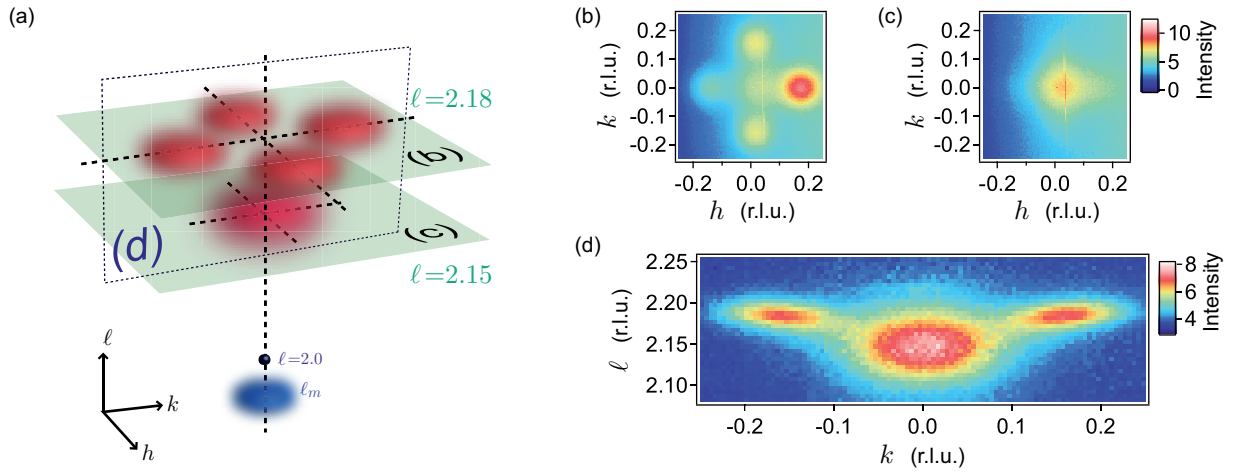 (a)
ℓ=2.18
(b)
(c)
(d)
ℓ=2.15
ℓ=2.0
ℓm
ℓ
k
h
(b)
0.2
0.1
0.0
-0.1
-0.2
k (r.l.u.)
-0.2 0.0 0.2
h (r.l.u.)
(c)
0.2
0.1
0.0
-0.1
-0.2
k (r.l.u.)
-0.2 0.0 0.2
h (r.l.u.)
10
5
0
Intensity
(d)
2.25
2.20
2.15
2.10
ℓ (r.l.u.)
-0.2 -0.1 0.0 0.1 0.2
k (r.l.u.)
8
6
4
Intensity